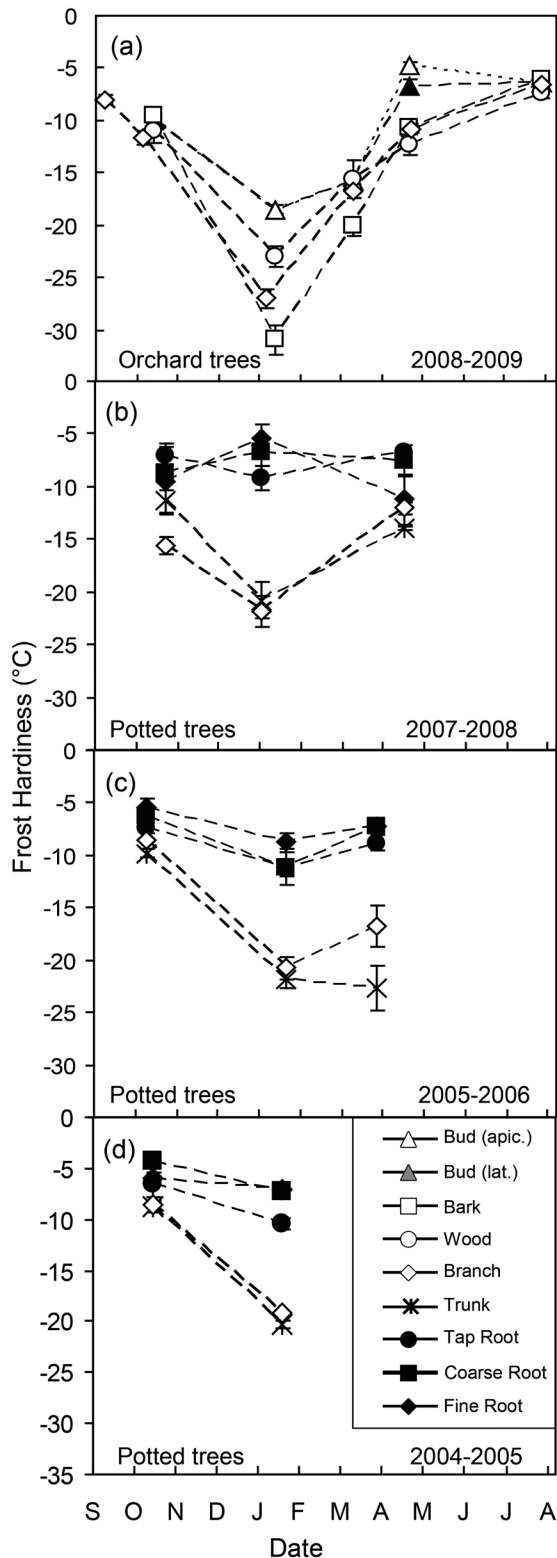 0
(a)
-5
-10
-15
-20
-25
-30
Orchard trees 2008-2009
0
(b)
-5
-10
-15
-20
-25
-30
Potted trees 2007-2008
0
(c)
-5
-10
-15
-20
-25
-30
Potted trees 2005-2006
0
(d)
-5
-10
-15
-20
-25
-30
-35
Potted trees 2004-2005
Frost Hardiness (°C)
Bud (apic.)
Bud (lat.)
Bark
Wood
Branch
Trunk
Tap Root
Coarse Root
Fine Root
S O N D J F M A M J J A
Date